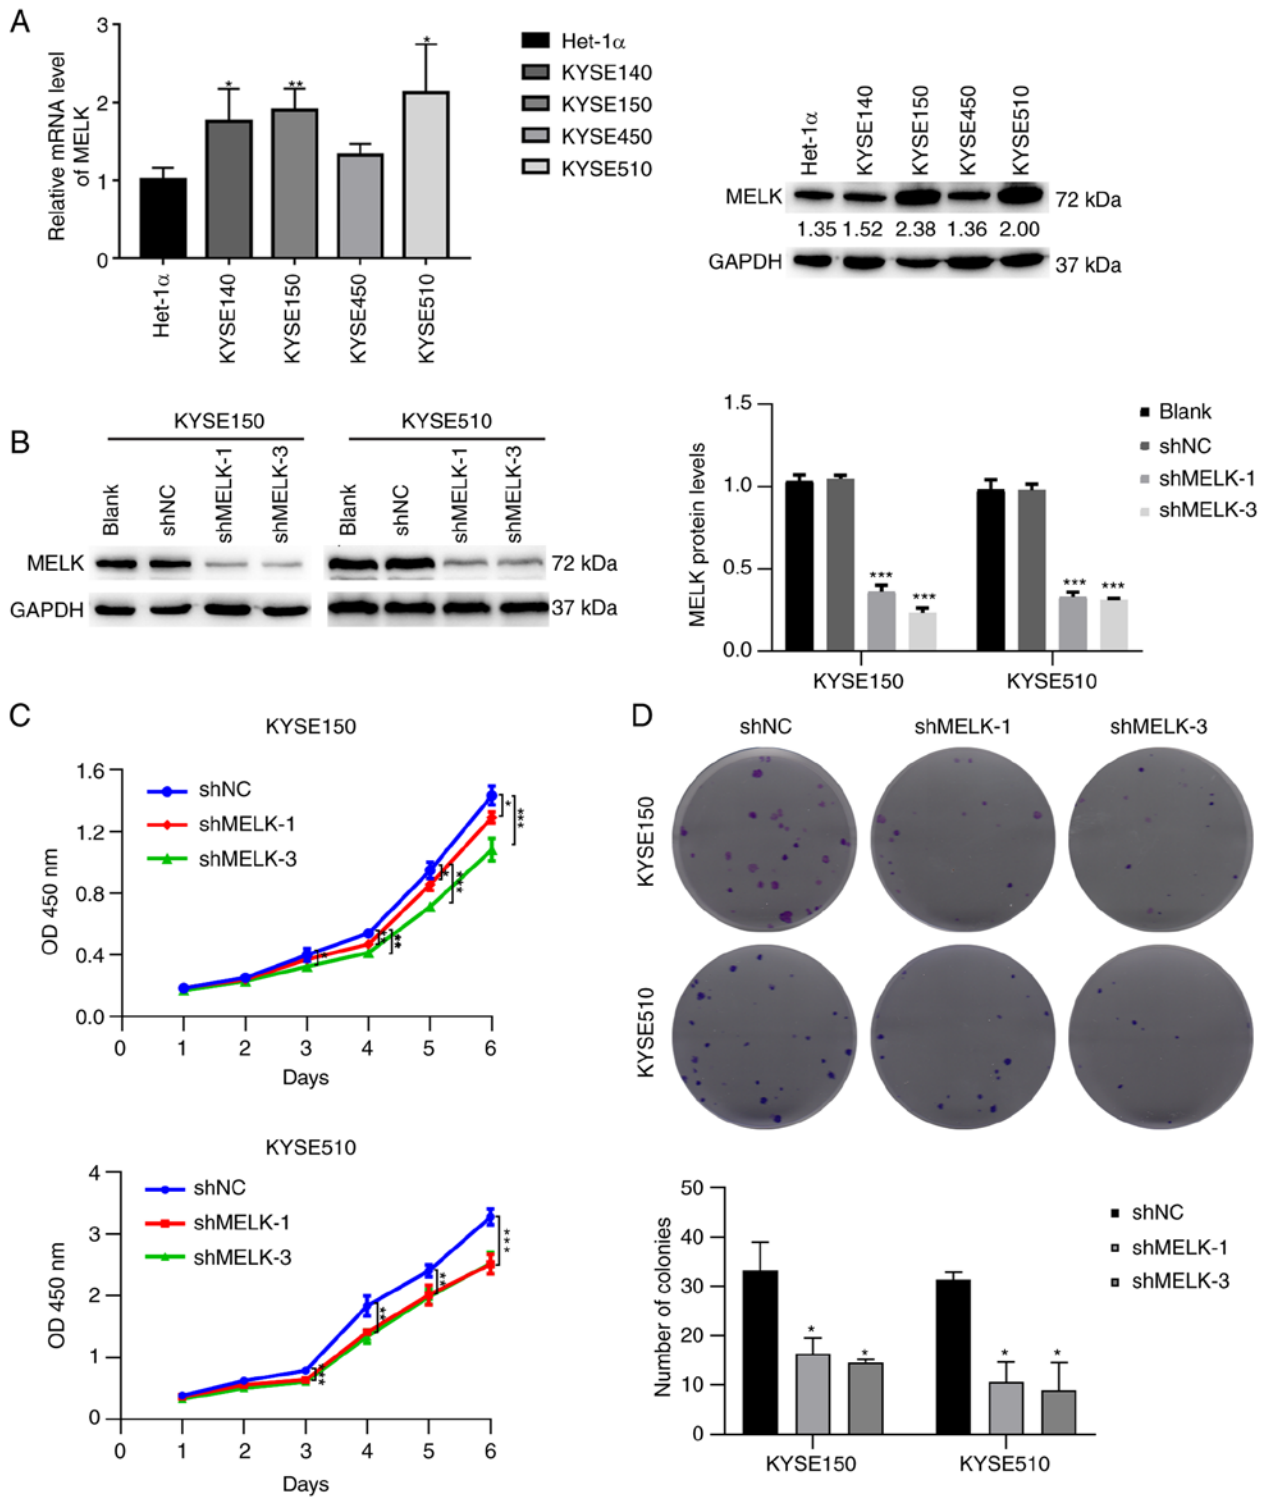 A
3
2
1
0
Relative mRNA level
of MELK
*
**
*
Het-1α
KYSE140
KYSE150
KYSE450
KYSE510
Het-1α
KYSE140
KYSE150
KYSE450
KYSE510
Het-1α
KYSE140
KYSE150
KYSE450
KYSE510
MELK
72 kDa
1.35 1.52 2.38 1.36 2.00
GAPDH
37 kDa
B
KYSE150
KYSE510
Blank
shNC
shMELK-1
shMELK-3
Blank
shNC
shMELK-1
shMELK-3
MELK
72 kDa
GAPDH
37 kDa
1.5
1.0
0.5
0.0
MELK protein levels
***
***
***
***
KYSE150
KYSE510
Blank
shNC
shMELK-1
shMELK-3
C
KYSE150
1.6
1.2
0.8
0.4
0.0
OD 450 nm
shNC
shMELK-1
shMELK-3
*
**
**
*
***
*
***
0 1 2 3 4 5 6
Days
KYSE510
4
3
2
1
0
OD 450 nm
shNC
shMELK-1
shMELK-3
***
**
**
***
0 1 2 3 4 5 6
Days
D
shNC
shMELK-1
shMELK-3
KYSE150
KYSE510
50
40
30
20
10
0
Number of colonies
*
*
*
*
KYSE150
KYSE510
shNC
shMELK-1
shMELK-3